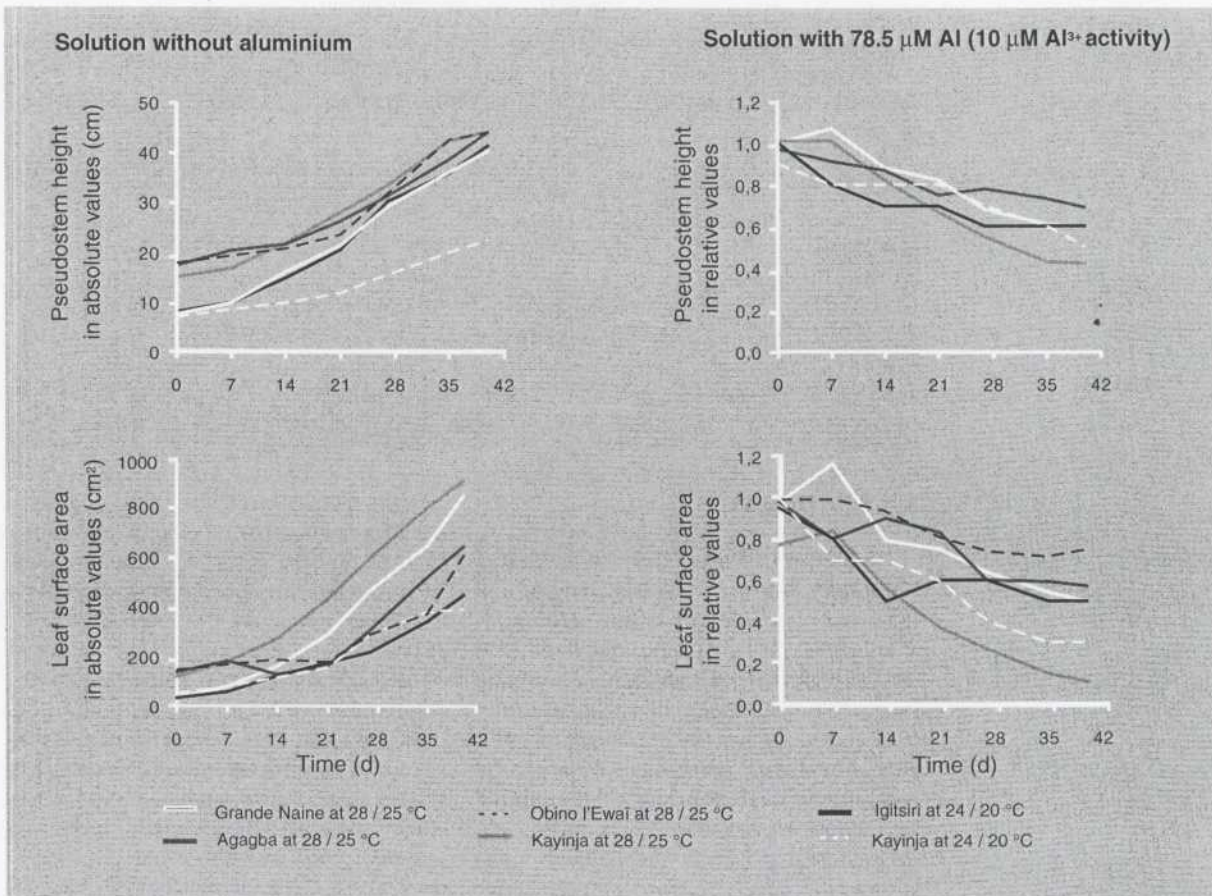 Solution without aluminium
Solution with 78.5 µM Al (10 µM Al³⁺ activity)
Pseudostem height
in absolute values (cm)
50
40
30
20
10
0
0 7 14 21 28 35 42
Pseudostem height
in relative values
1,2
1,0
0,8
0,6
0,4
0,2
0,0
0 7 14 21 28 35 42
Leaf surface area
in absolute values (cm²)
1000
800
600
400
200
0
0 7 14 21 28 35 42
Time (d)
Leaf surface area
in relative values
1,2
1,0
0,8
0,6
0,4
0,2
0,0
0 7 14 21 28 35 42
Time (d)
Grande Naine at 28 / 25 °C
Obino l'Ewaï at 28 / 25 °C
Igitsiri at 24 / 20 °C
Agagba at 28 / 25 °C
Kayinja at 28 / 25 °C
Kayinja at 24 / 20 °C